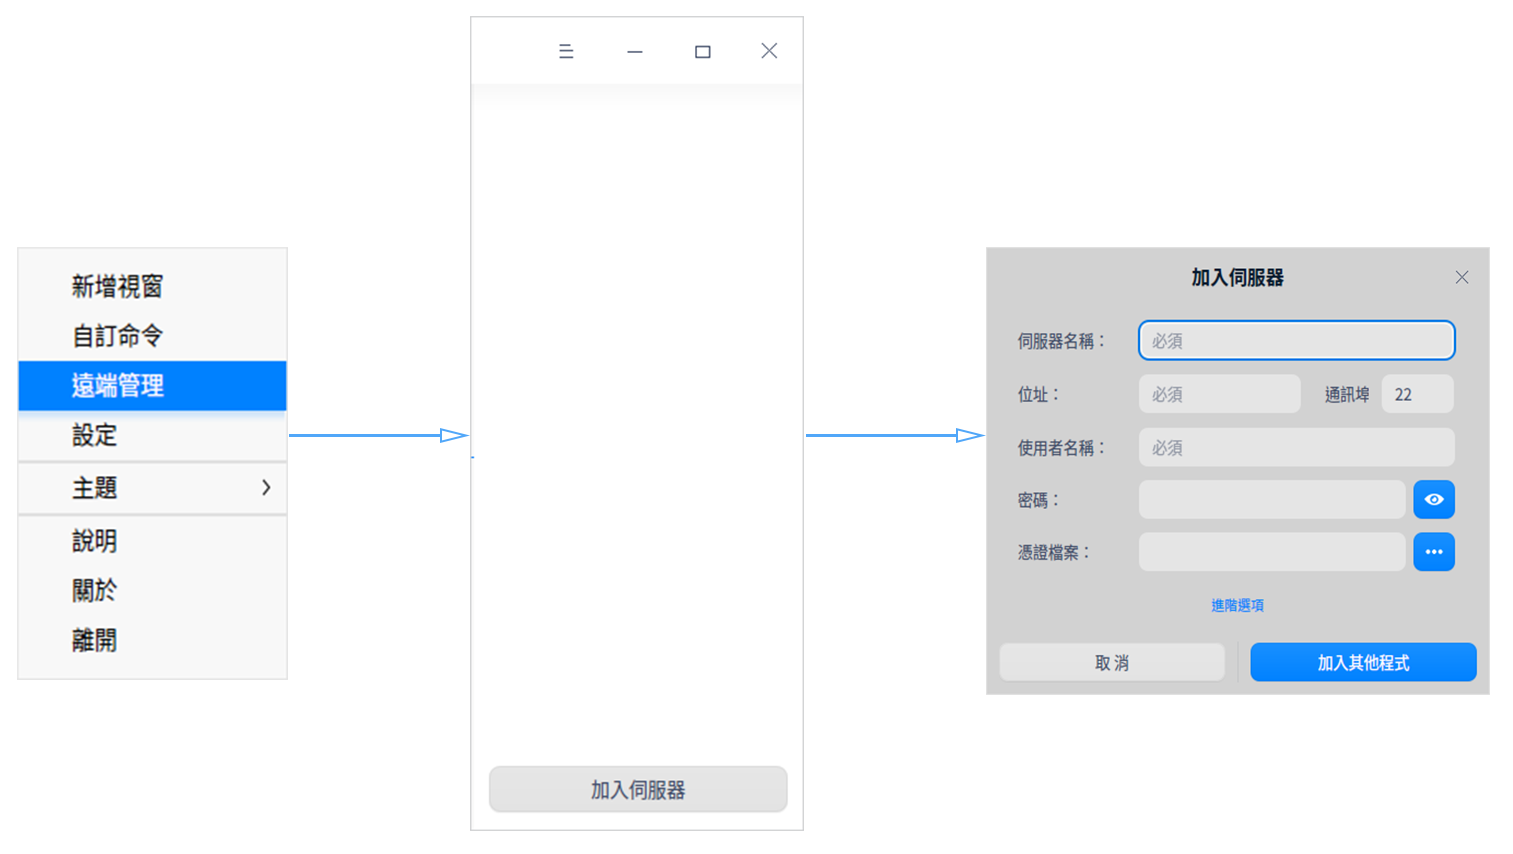 新增視窗
自訂命令
遠端管理
設定
主題
說明
關於
離開
加入伺服器
加入伺服器
伺服器名稱： 必須
位址： 必須 通訊埠 22
使用者名稱： 必須
密碼：
憑證檔案：
進階選項
取消 加入其他程式